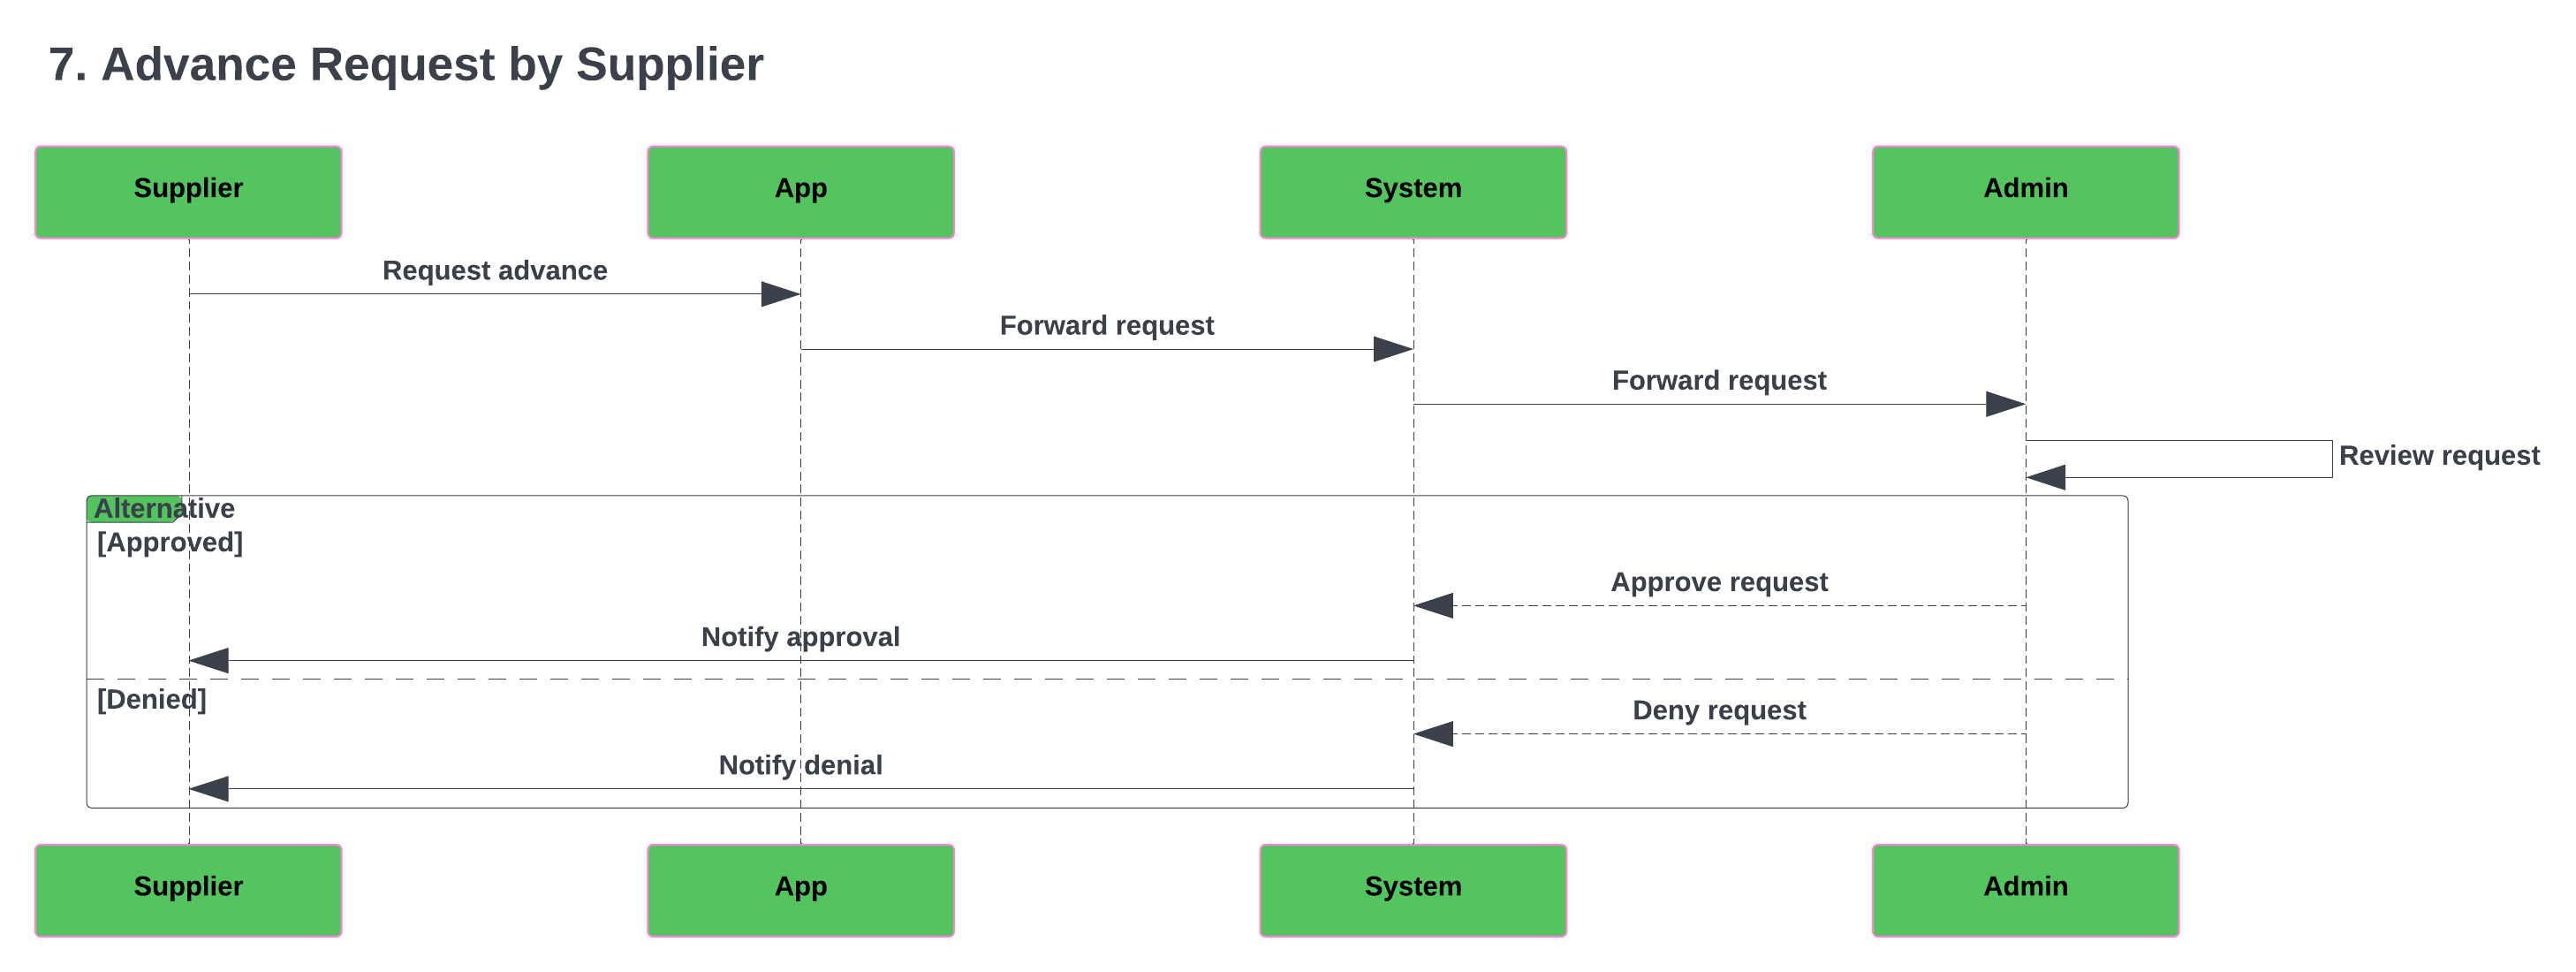 7. Advance Request by Supplier
Supplier
App
System
Admin
Request advance
Forward request
Forward request
Review request
Alternative
[Approved]
Approve request
Notify approval
[Denied]
Deny request
Notify denial
Supplier
App
System
Admin